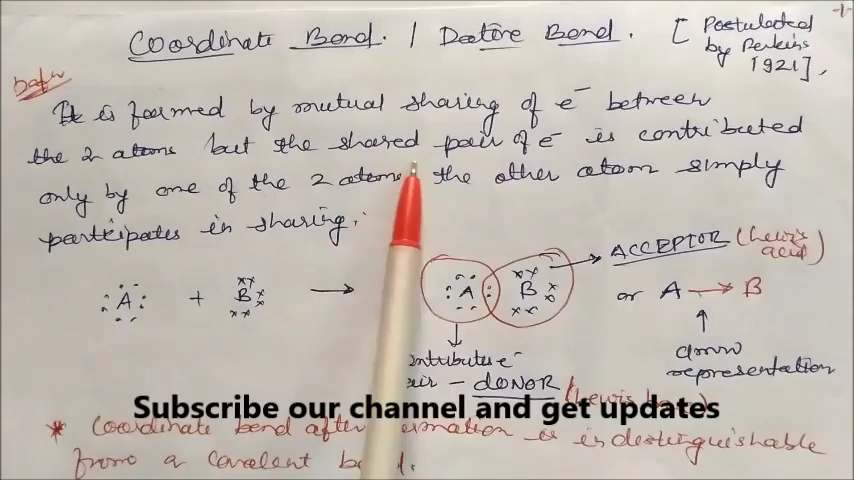 Coordinate Bond. / Dative Bond. [Postulated by Perkins 1921].
Defn
It is formed by mutual sharing of e⁻ between
the 2 atoms but the shared pair of e⁻ is contributed
only by one of the 2 atoms the other atom simply
participates in sharing.
A + B → A : B → ACCEPTOR (Lewis acid)
or A → B
contributes e⁻
pair – DONOR (Lewis base)
arrow
representation
Subscribe our channel and get updates
* Coordinate bond after formation is indistinguishable
from a covalent bond.